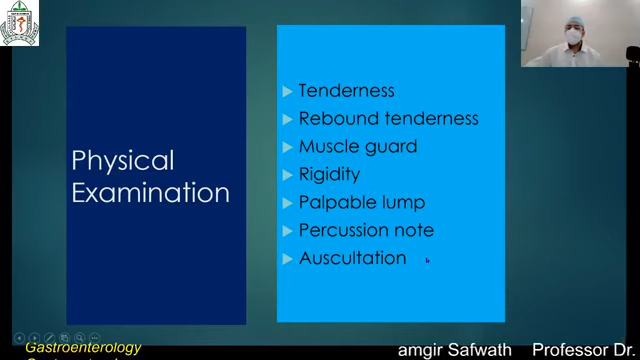 Physical
Examination
Tenderness
Rebound tenderness
Muscle guard
Rigidity
Palpable lump
Percussion note
Auscultation
Gastroenterology
amgir Safwath Professor Dr.